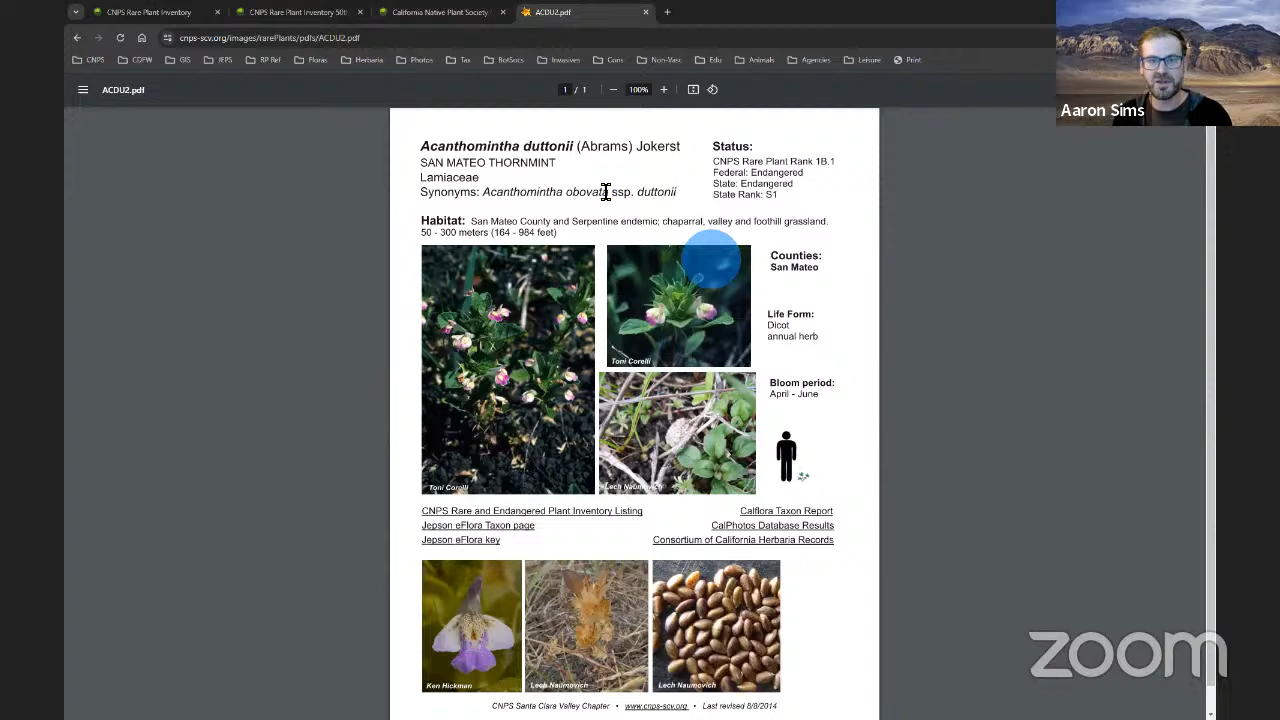 CNPS Rare Plant Inventory
CNPS Rare Plant Inventory 50th
California Native Plant Society
ACDU2.pdf
cnps-scv.org/images/rarePlants/pdfs/ACDU2.pdf
CNPS
CDFW
GIS
JEPS
RP Ref
Floras
Herbaria
Photos
Tax
BotSocs
Invasives
Cons
Non-Vasc
Edu
Animals
Agencies
Leisure
Print
Aaron Sims
ACDU2.pdf
1 / 1
100%
Acanthomintha duttonii (Abrams) Jokerst
SAN MATEO THORNMINT
Lamiaceae
Synonyms: Acanthomintha obovata ssp. duttonii
Status:
CNPS Rare Plant Rank 1B.1
Federal: Endangered
State: Endangered
State Rank: S1
Habitat: San Mateo County and Serpentine endemic; chaparral, valley and foothill grassland.
50 - 300 meters (164 - 984 feet)
Counties:
San Mateo
Life Form:
Dicot
annual herb
Bloom period:
April - June
Toni Corelli
Toni Corelli
Lech Naumovich
CNPS Rare and Endangered Plant Inventory Listing
Jepson eFlora Taxon page
Jepson eFlora key
Calflora Taxon Report
CalPhotos Database Results
Consortium of California Herbaria Records
Ken Hickman
Lech Naumovich
Lech Naumovich
CNPS Santa Clara Valley Chapter • www.cnps-scv.org • Last revised 8/8/2014
zoom